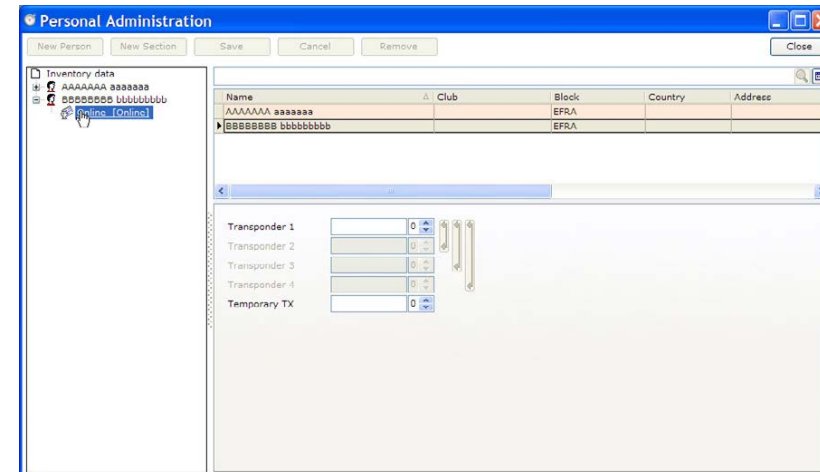 Personal Administration
New Person New Section Save Cancel Remove Close
Inventory data
AAAAAAA aaaaaaa
BBBBBBBB bbbbbbbbb
Online [Online]
Name Club Block Country Address
AAAAAAA aaaaaaa EFRA
BBBBBBBB bbbbbbbbb EFRA
Transponder 1 0
Transponder 2 0
Transponder 3 0
Transponder 4 0
Temporary TX 0